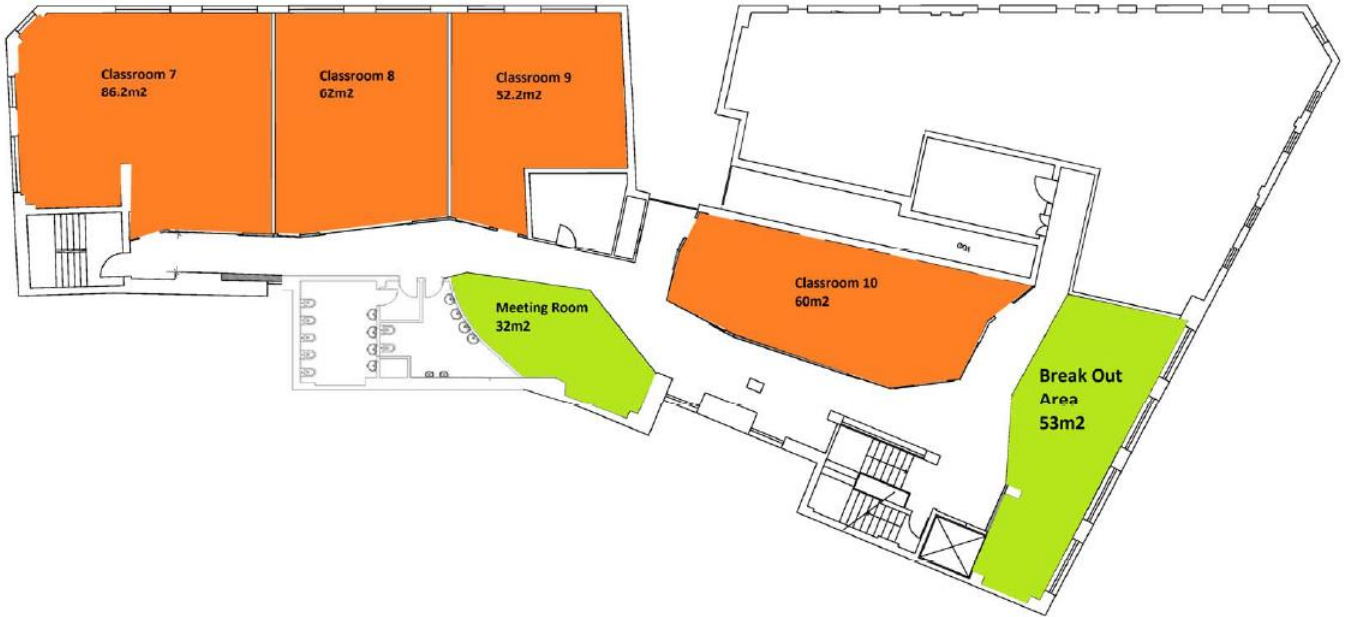 Classroom 7
86.2m2
Classroom 8
62m2
Classroom 9
52.2m2
Classroom 10
60m2
Meeting Room
32m2
Break Out
Area
53m2